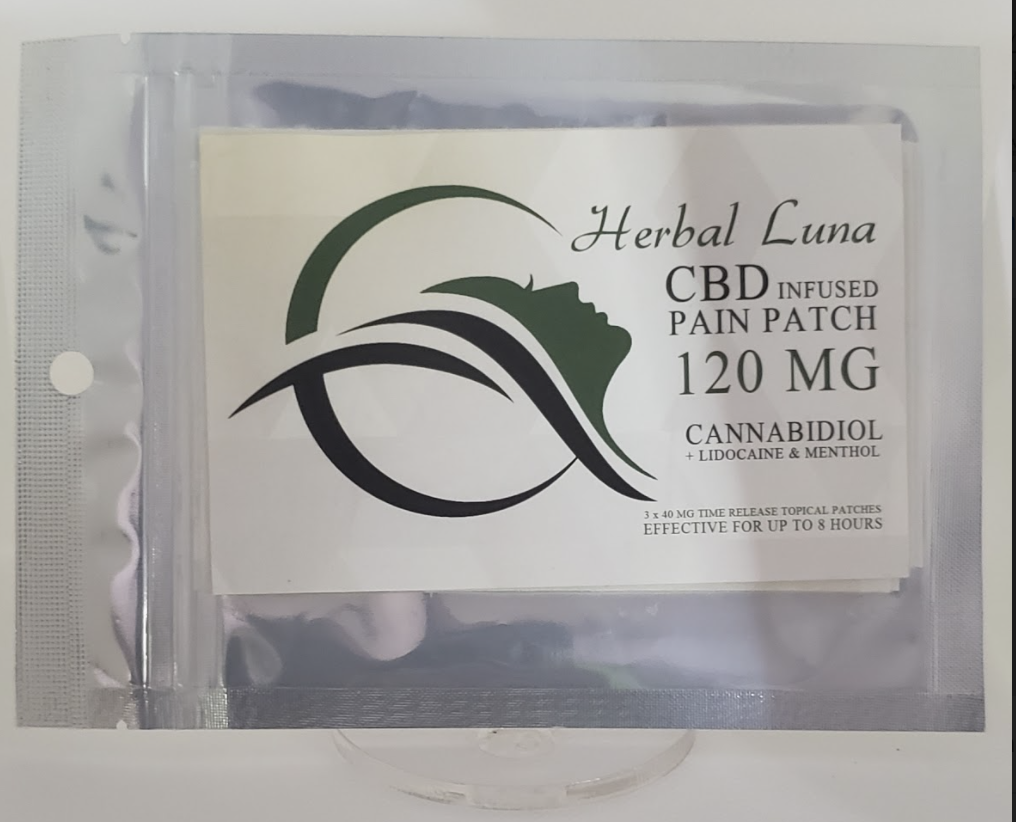 Herbal Luna
CBD INFUSED
PAIN PATCH
120 MG
CANNABIDIOL
+ LIDOCAINE & MENTHOL
3 x 40 MG TIME RELEASE TOPICAL PATCHES
EFFECTIVE FOR UP TO 8 HOURS